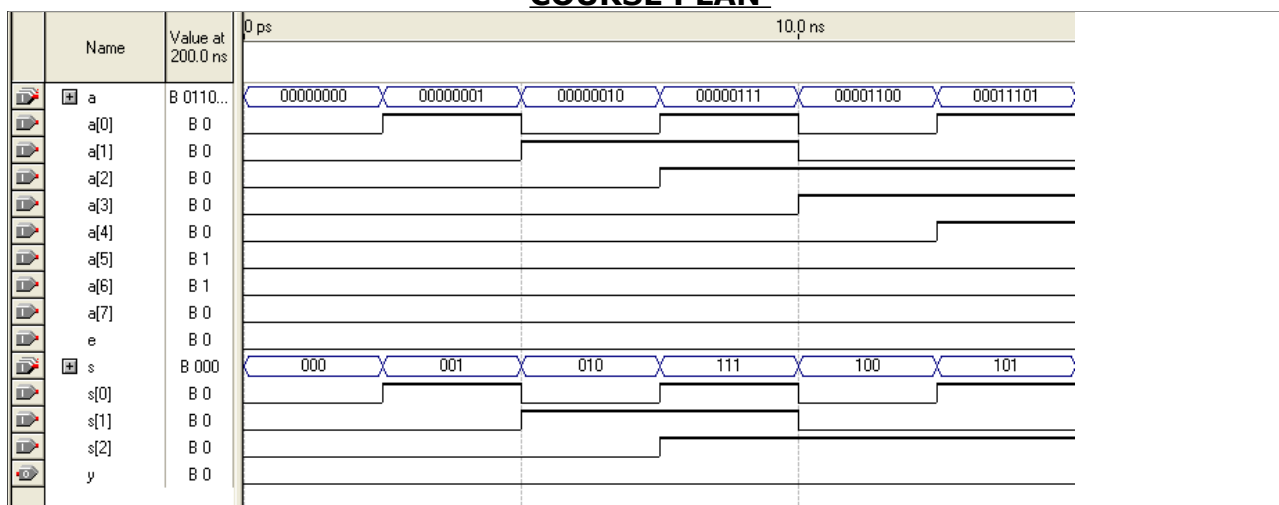 COURSE PLAN
Name
Value at
200.0 ns
0 ps
10.0 ns
a B 0110... 00000000 00000001 00000010 00000111 00001100 00011101
a[0] B 0
a[1] B 0
a[2] B 0
a[3] B 0
a[4] B 0
a[5] B 1
a[6] B 1
a[7] B 0
e B 0
s B 000 000 001 010 111 100 101
s[0] B 0
s[1] B 0
s[2] B 0
y B 0